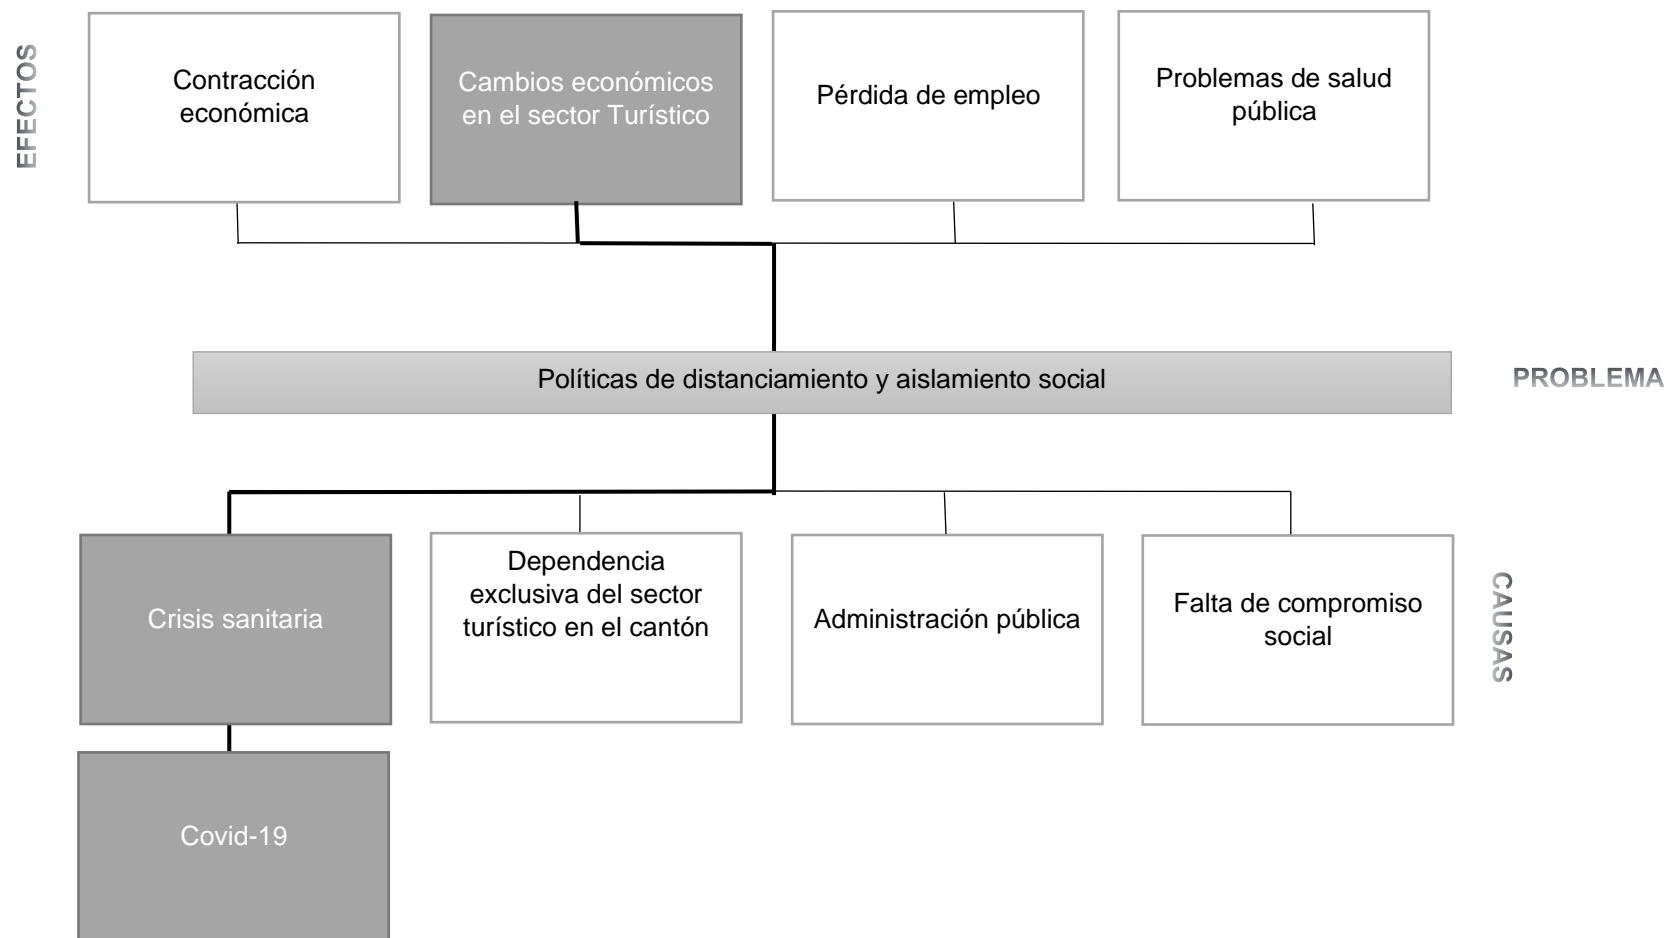 EFECTOS
Contracción
económica
Cambios económicos
en el sector Turístico
Pérdida de empleo
Problemas de salud
pública
Políticas de distanciamiento y aislamiento social
PROBLEMA
Crisis sanitaria
Dependencia
exclusiva del sector
turístico en el cantón
Administración pública
Falta de compromiso
social
CAUSAS
Covid-19